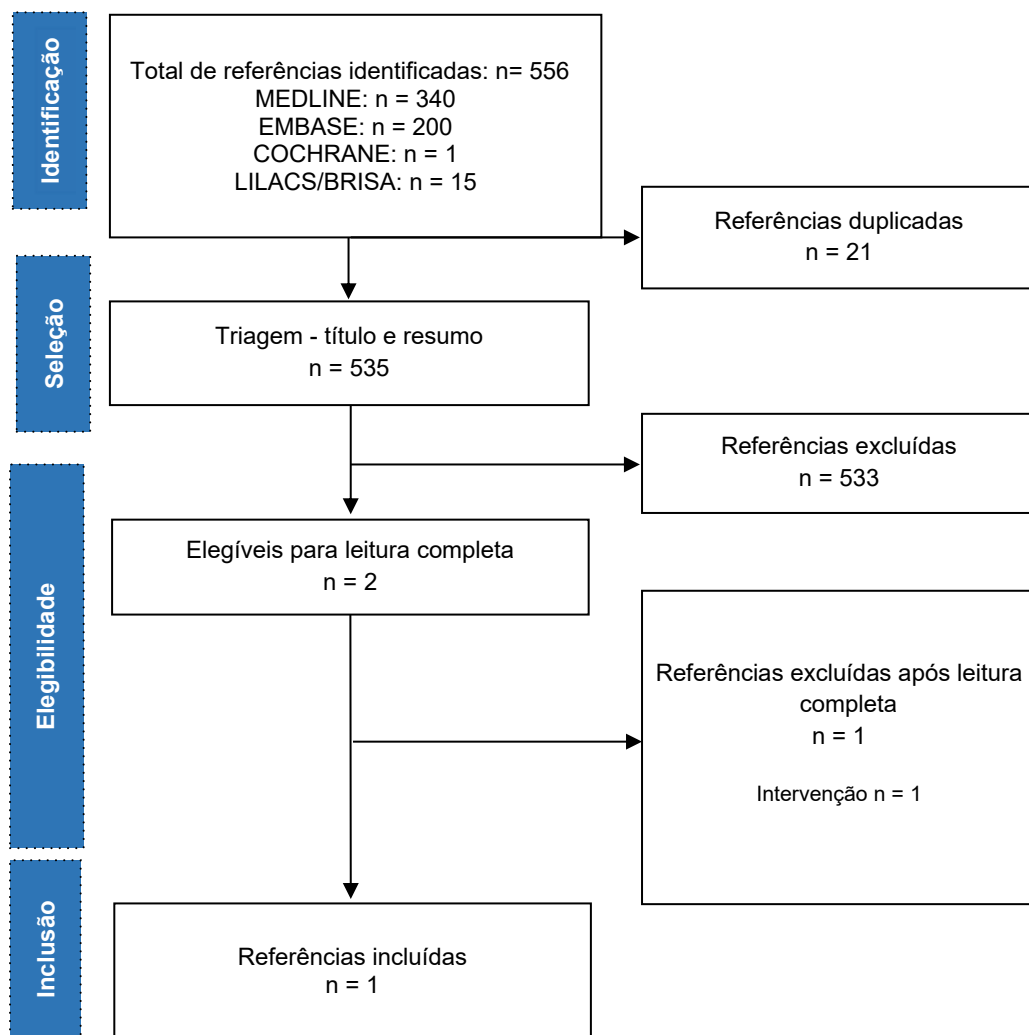 Identificação
Total de referências identificadas: n= 556
MEDLINE: n = 340
EMBASE: n = 200
COCHRANE: n = 1
LILACS/BRISA: n = 15
Referências duplicadas
n = 21
Seleção
Triagem - título e resumo
n = 535
Referências excluídas
n = 533
Elegibilidade
Elegíveis para leitura completa
n = 2
Referências excluídas após leitura
completa
n = 1
Intervenção n = 1
Inclusão
Referências incluídas
n = 1